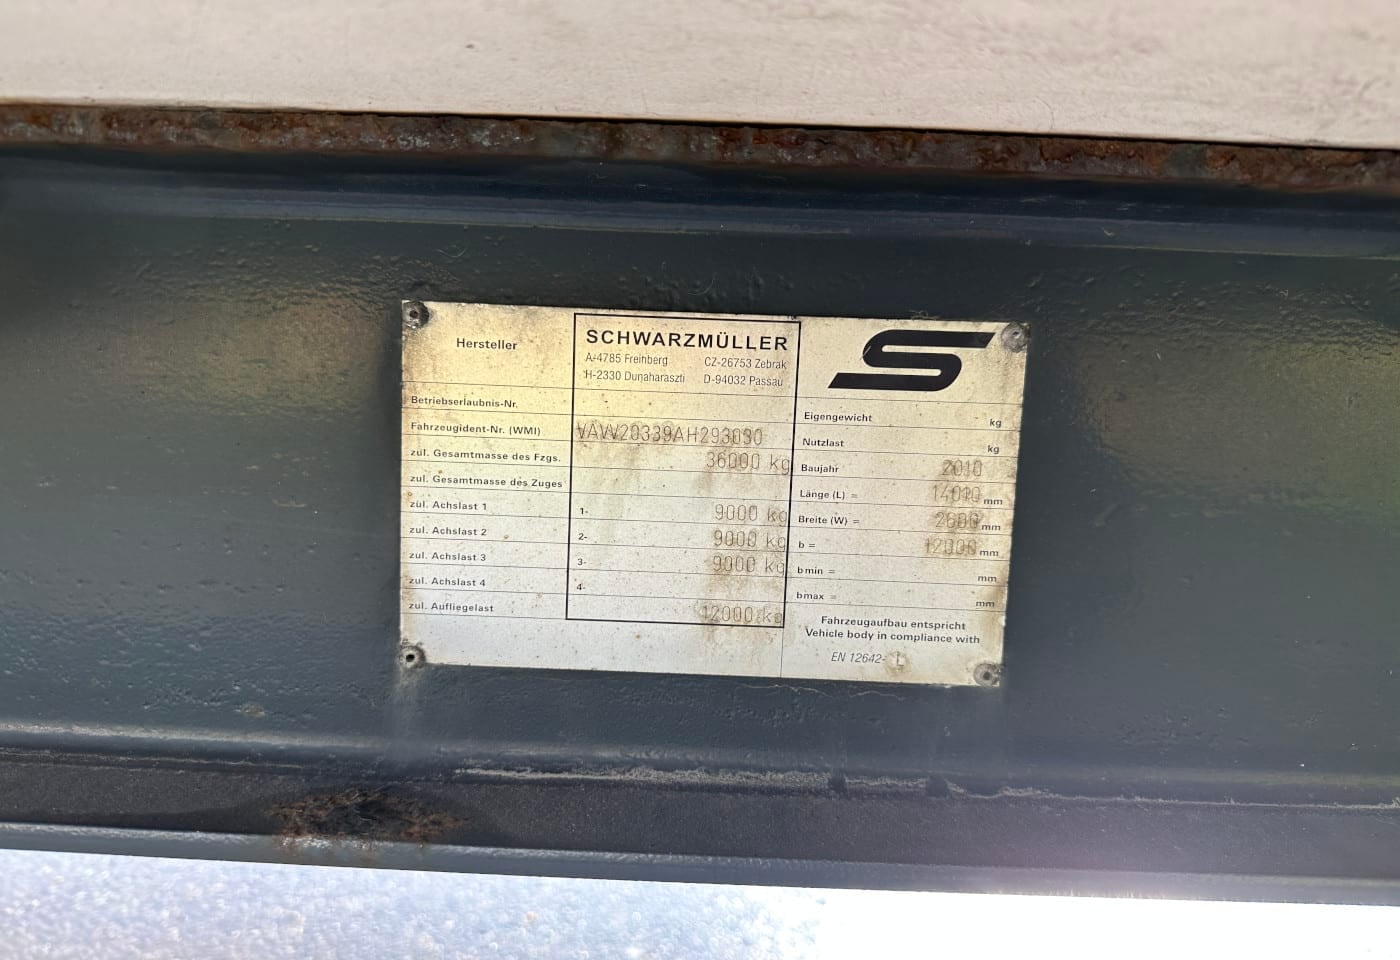 Hersteller
SCHWARZMÜLLER
A-4785 Freinberg CZ-26753 Zebrak
H-2330 Dunaharaszti D-94032 Passau
Betriebserlaubnis-Nr.
Fahrzeugident-Nr. (WMI) VAVV20339AH293030
zul. Gesamtmasse des Fzgs. 36000 kg
zul. Gesamtmasse des Zuges
zul. Achslast 1 1- 9000 kg
zul. Achslast 2 2- 9000 kg
zul. Achslast 3 3- 9000 kg
zul. Achslast 4 4-
zul. Aufliegelast 12000 kg
S
Eigengewicht kg
Nutzlast kg
Baujahr 2010
Länge (L) = mm
Breite (W) = 2600 mm
b = 12000 mm
bmin = mm
bmax = mm
Fahrzeugaufbau entspricht
Vehicle body in compliance with
EN 12642- L